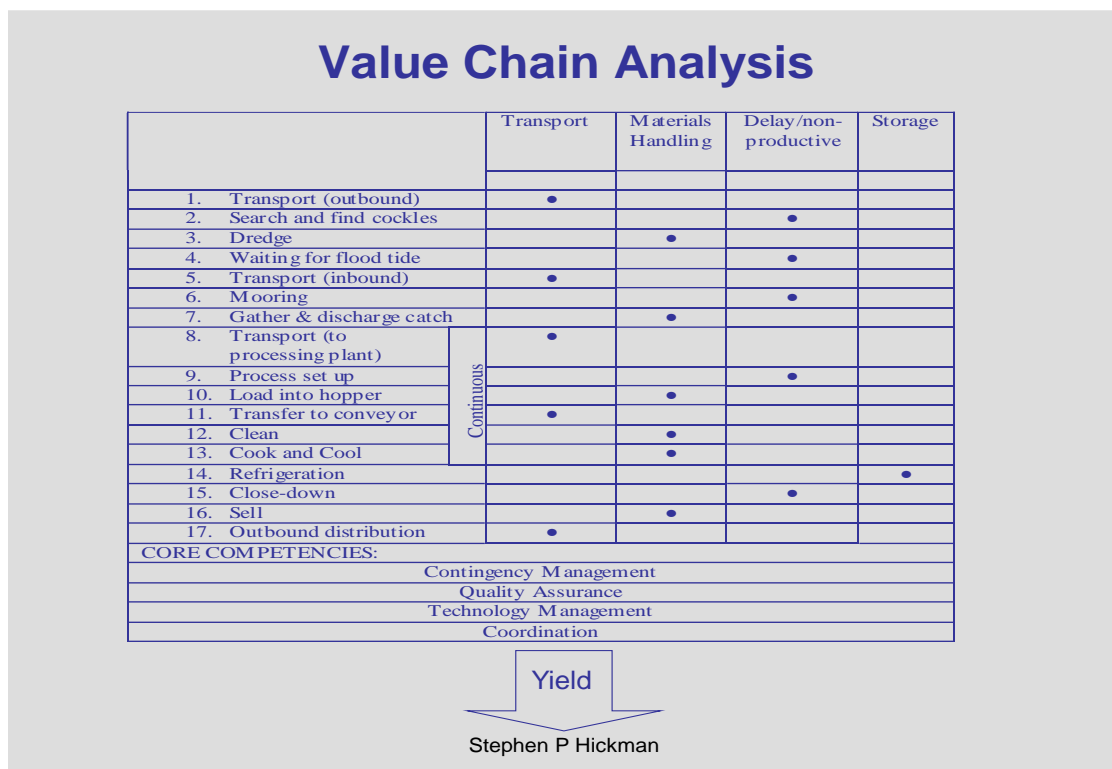 Value Chain Analysis
Transport Materials Handling Delay/non-productive Storage
1. Transport (outbound) •
2. Search and find cockles •
3. Dredge •
4. Waiting for flood tide •
5. Transport (inbound) •
6. Mooring •
7. Gather & discharge catch •
8. Transport (to •
processing plant)
9. Process set up •
10. Load into hopper •
11. Transfer to conveyor •
12. Clean •
13. Cook and Cool •
Continuous
14. Refrigeration •
15. Close-down •
16. Sell •
17. Outbound distribution •
CORE COMPETENCIES:
Contingency Management
Quality Assurance
Technology Management
Coordination
Yield
Stephen P Hickman